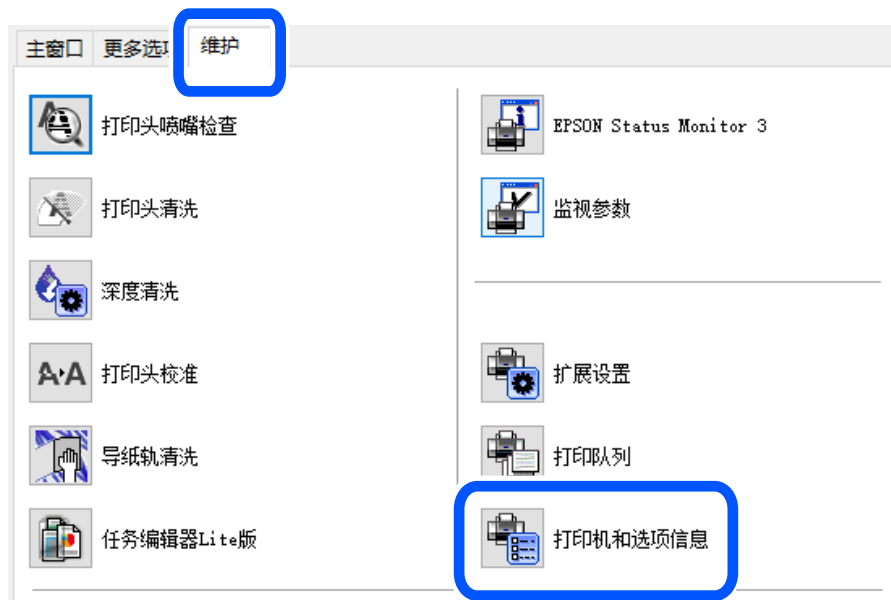 主窗口
更多选项
维护
打印头喷嘴检查
打印头清洗
深度清洗
打印头校准
导纸轨清洗
任务编辑器Lite版
EPSON Status Monitor 3
监视参数
扩展设置
打印队列
打印机和选项信息